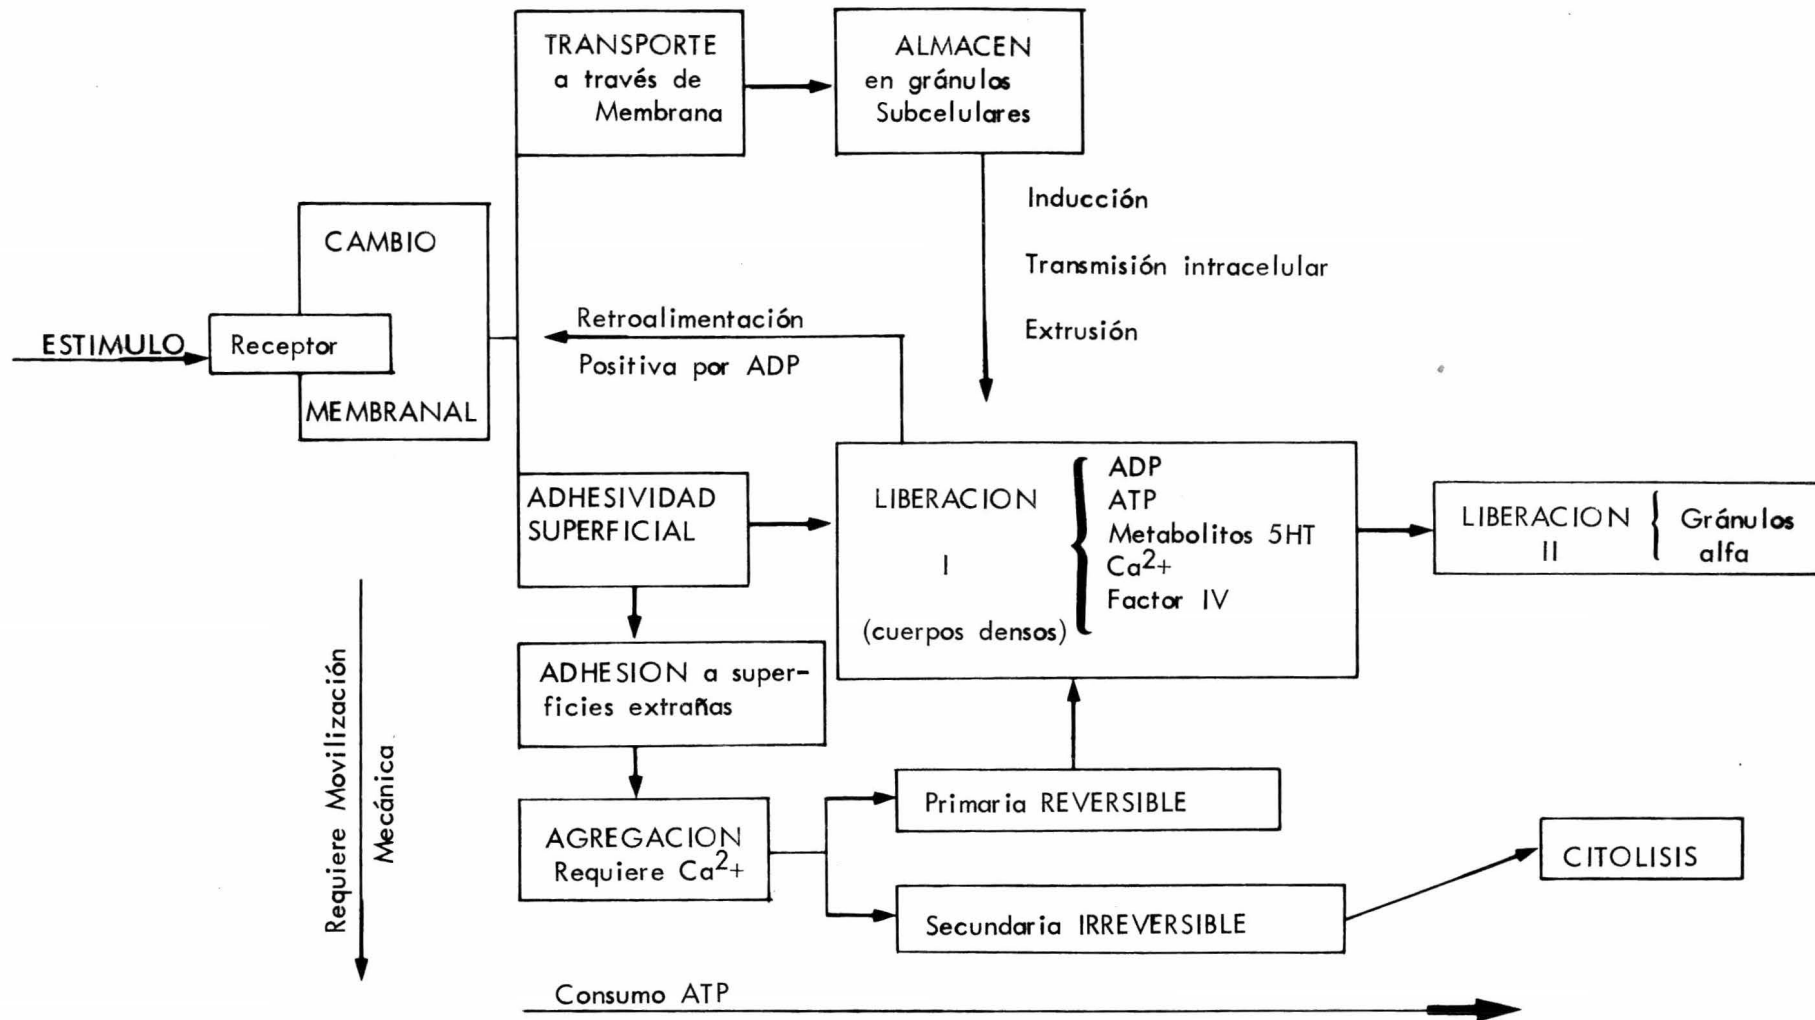 TRANSPORTE
a través de
Membrana
ALMACEN
en gránulos
Subcelulares
Inducción
Transmisión intracelular
Extrusión
CAMBIO
MEMBRANAL
ESTIMULO
Receptor
Retroalimentación
Positiva por ADP
ADHESIVIDAD
SUPERFICIAL
LIBERACION
I
(cuerpos densos)
ADP
ATP
Metabolitos 5HT
Ca2+
Factor IV
LIBERACION
II
Gránulos
alfa
ADHESION a super-
ficies extrañas
Requiere Movilización
Mecánica
AGREGACION
Requiere Ca2+
Primaria REVERSIBLE
Secundaria IRREVERSIBLE
CITOLISIS
Consumo ATP